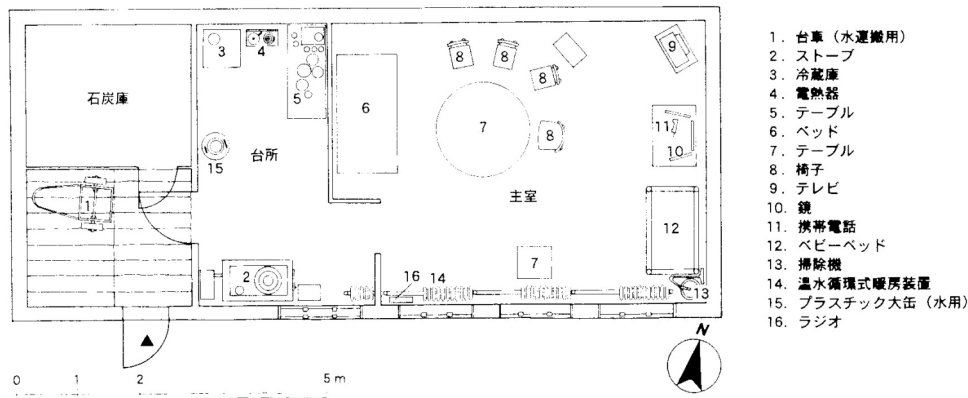 石炭庫
台所
主室
1
2
3
4
5
6
7
7
8
8
8
8
9
10
11
12
13
14
15
16
N
0 1 2 5 m
1. 台車（水運搬用）
2. ストーブ
3. 冷蔵庫
4. 電熱器
5. テーブル
6. ベッド
7. テーブル
8. 椅子
9. テレビ
10. 鏡
11. 携帯電話
12. ベビーベッド
13. 掃除機
14. 温水循環式暖房装置
15. プラスチック大缶（水用）
16. ラジオ